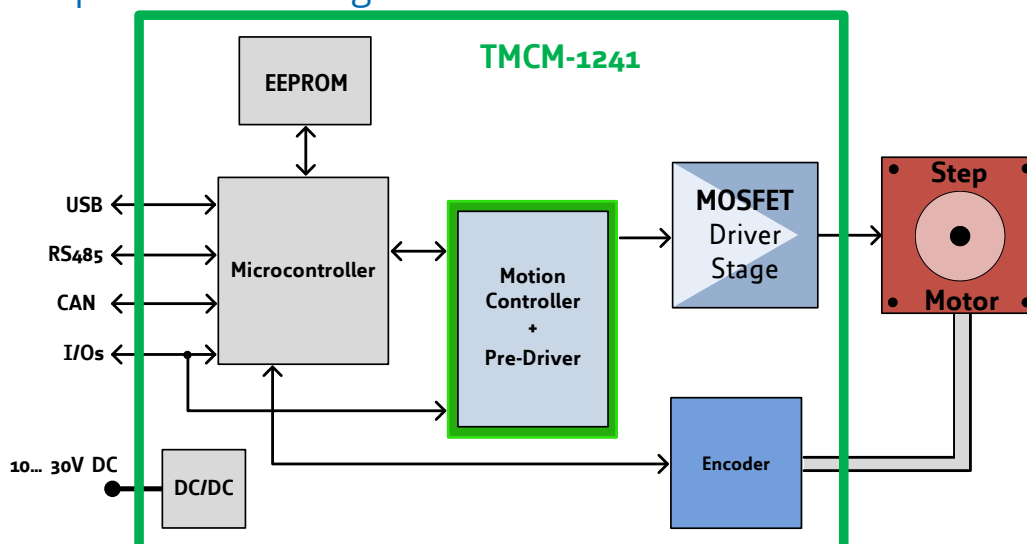 TMCM-1241
EEPROM
USB
RS485
CAN
I/Os
Microcontroller
Motion
Controller
+
Pre-Driver
MOSFET
Driver
Stage
Step
Motor
10... 30V DC
DC/DC
Encoder